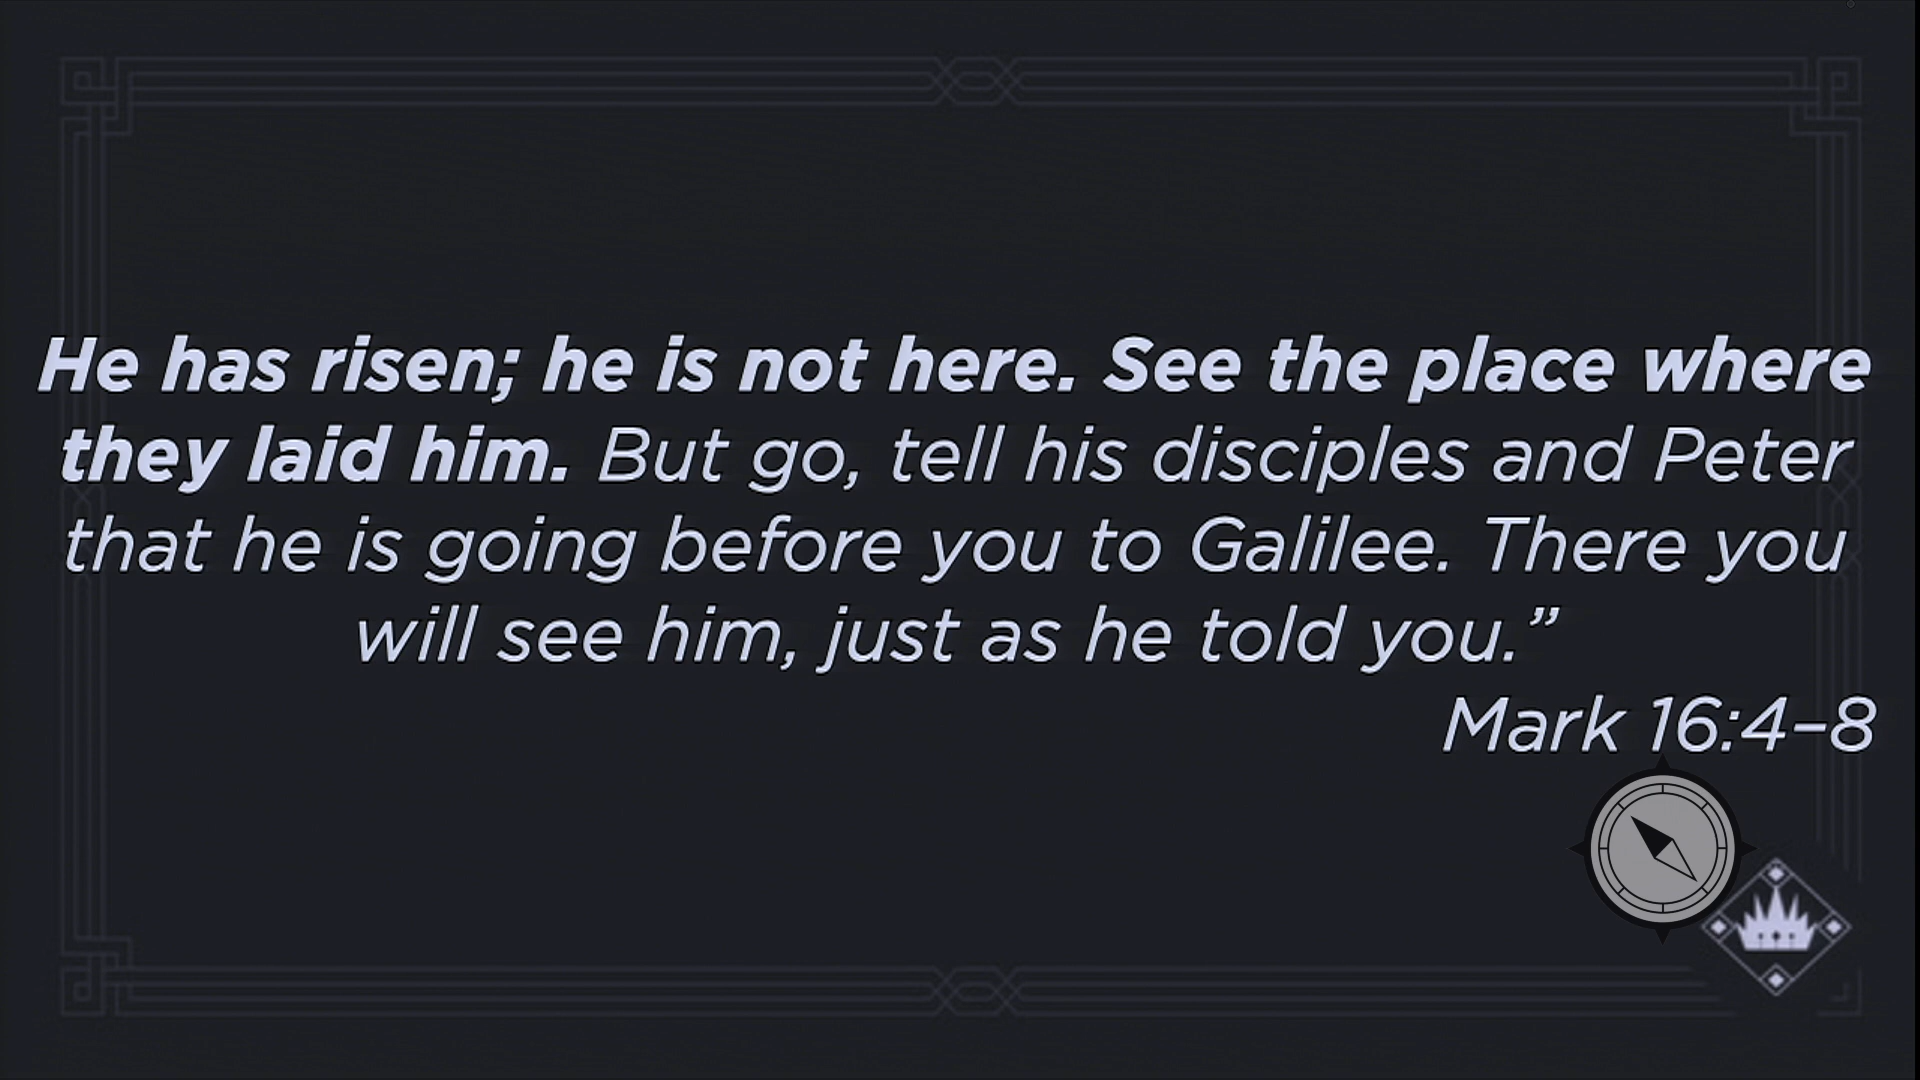 He has risen; he is not here. See the place where
they laid him. But go, tell his disciples and Peter
that he is going before you to Galilee. There you
will see him, just as he told you.”
Mark 16:4–8